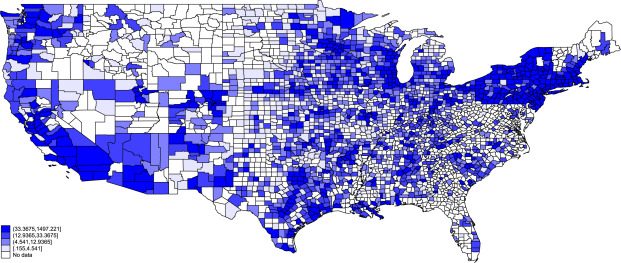 (33.3675,1497.221]
(12.9365,33.3675]
(4.541,12.9365]
[.155,4.541]
No data